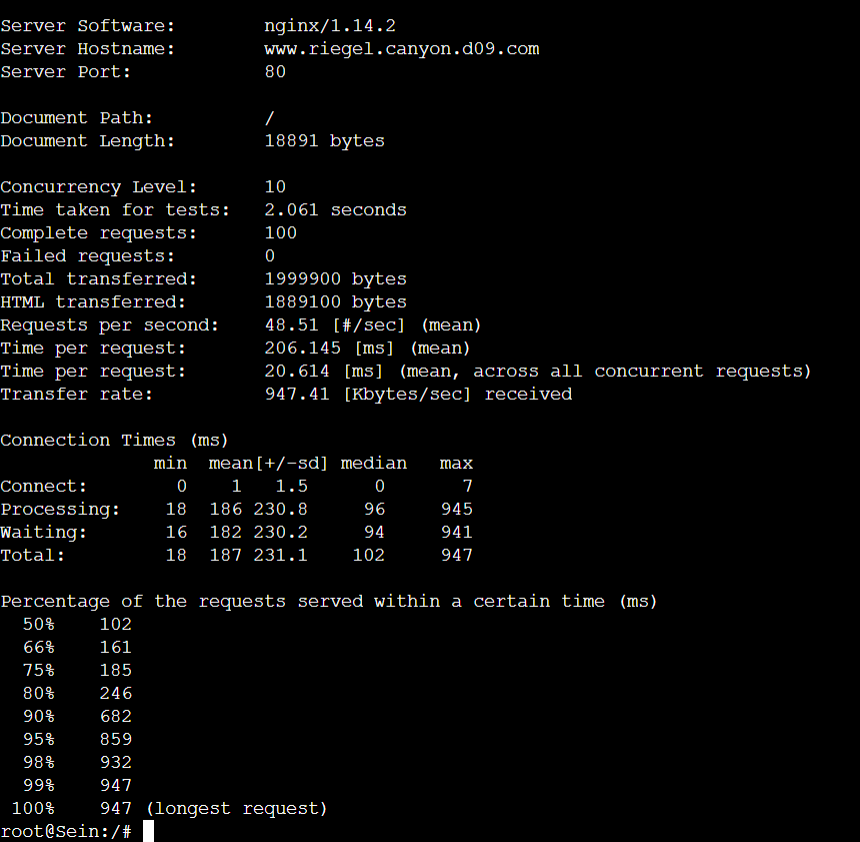 Server Software:        nginx/1.14.2
Server Hostname:        www.riegel.canyon.d09.com
Server Port:            80

Document Path:          /
Document Length:        18891 bytes

Concurrency Level:      10
Time taken for tests:   2.061 seconds
Complete requests:      100
Failed requests:        0
Total transferred:      1999900 bytes
HTML transferred:       1889100 bytes
Requests per second:    48.51 [#/sec] (mean)
Time per request:       206.145 [ms] (mean)
Time per request:       20.614 [ms] (mean, across all concurrent requests)
Transfer rate:          947.41 [Kbytes/sec] received

Connection Times (ms)
              min  mean[+/-sd] median   max
Connect:        0    1   1.5      0       7
Processing:    18  186 230.8     96     945
Waiting:       16  182 230.2     94     941
Total:         18  187 231.1    102     947

Percentage of the requests served within a certain time (ms)
  50%    102
  66%    161
  75%    185
  80%    246
  90%    682
  95%    859
  98%    932
  99%    947
 100%    947 (longest request)
root@Sein:/#